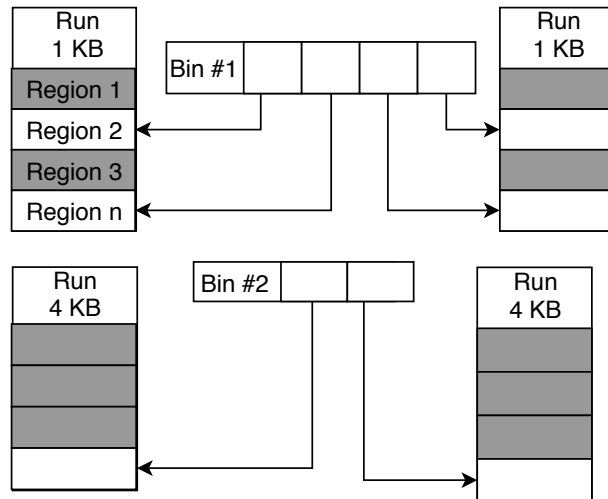 Run
1 KB
Region 1
Region 2
Region 3
Region n
Bin #1
Run
1 KB
Run
4 KB
Bin #2
Run
4 KB